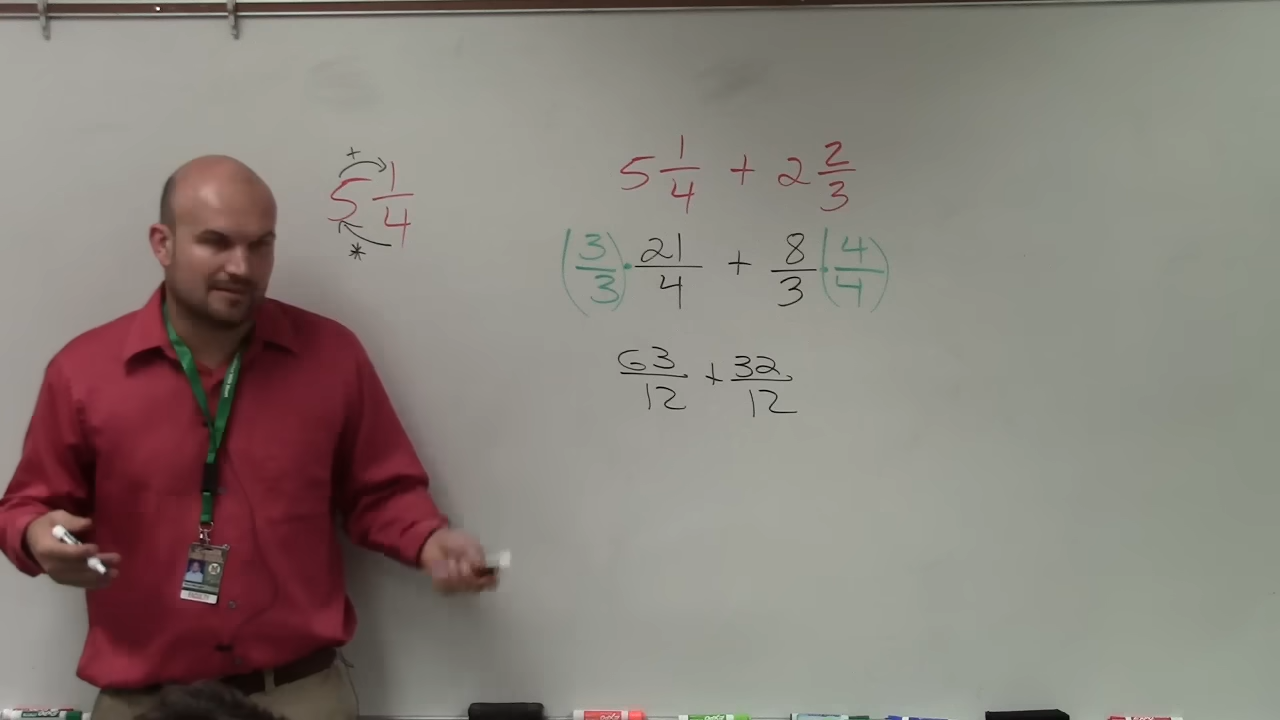 +
5 1/4
*
5 1/4 + 2 2/3
(3/3) · 21/4 + 8/3 · (4/4)
63/12 + 32/12